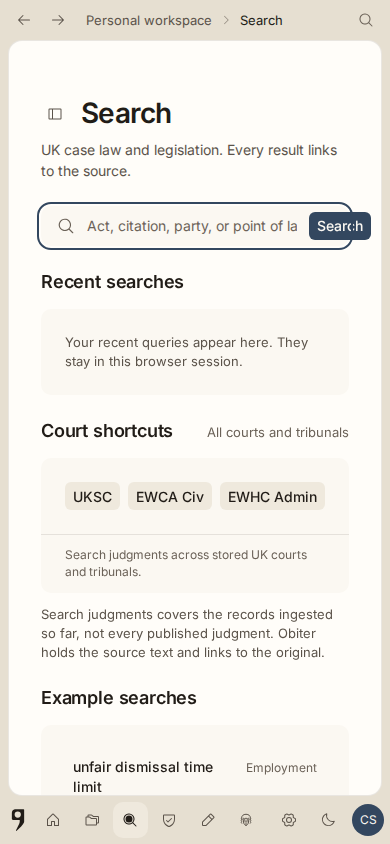 Personal workspace > Search
Search
UK case law and legislation. Every result links
to the source.
Act, citation, party, or point of la Search
Recent searches
Your recent queries appear here. They
stay in this browser session.
Court shortcuts All courts and tribunals
UKSC EWCA Civ EWHC Admin
Search judgments across stored UK courts
and tribunals.
Search judgments covers the records ingested
so far, not every published judgment. Obiter
holds the source text and links to the original.
Example searches
unfair dismissal time Employment
limit
CS